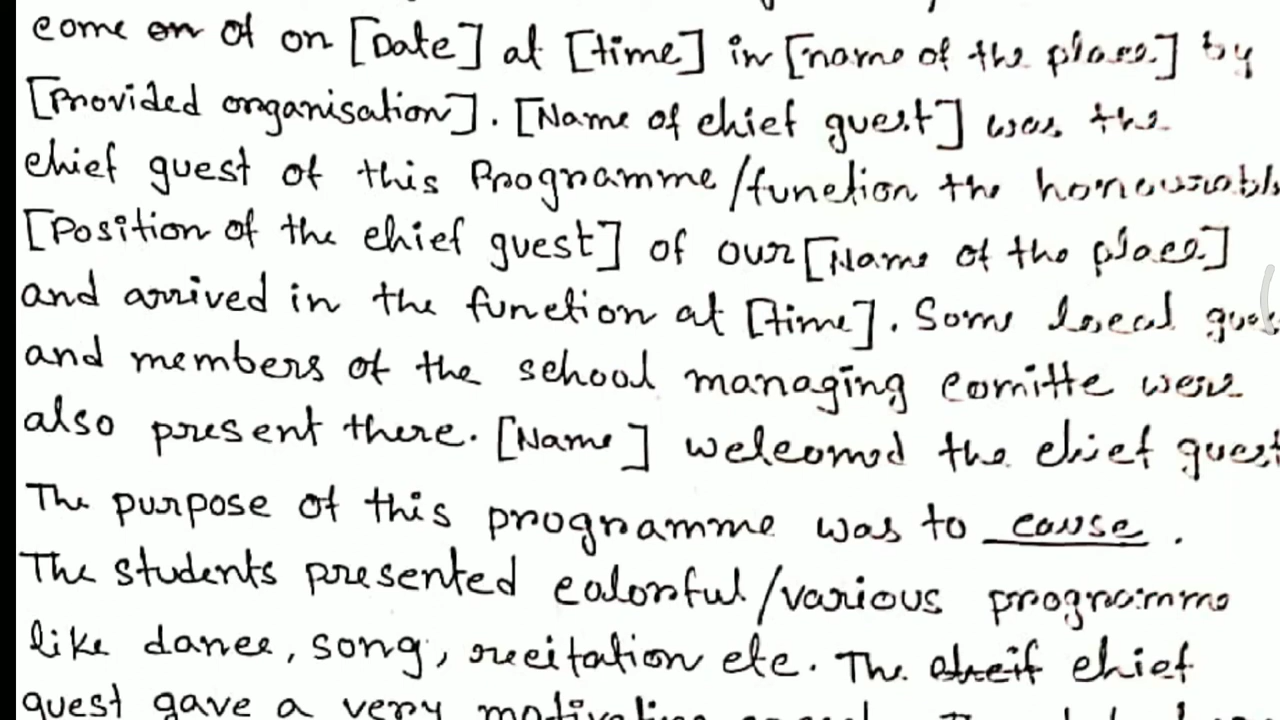 come on of on [Date] at [time] in [name of the place] by
[Provided organisation]. [Name of chief guest] was the
chief guest of this Programme/function the honourable
[Position of the chief guest] of our [Name of the place]
and arrived in the function at [time]. Some local
and members of the school managing comitte were
also present there. [Name] welcomed the chief guest
The purpose of this programme was to cause.
The students presented calorful/various programme
like dance, song, recitation etc. The cheif chief
guest gave a very